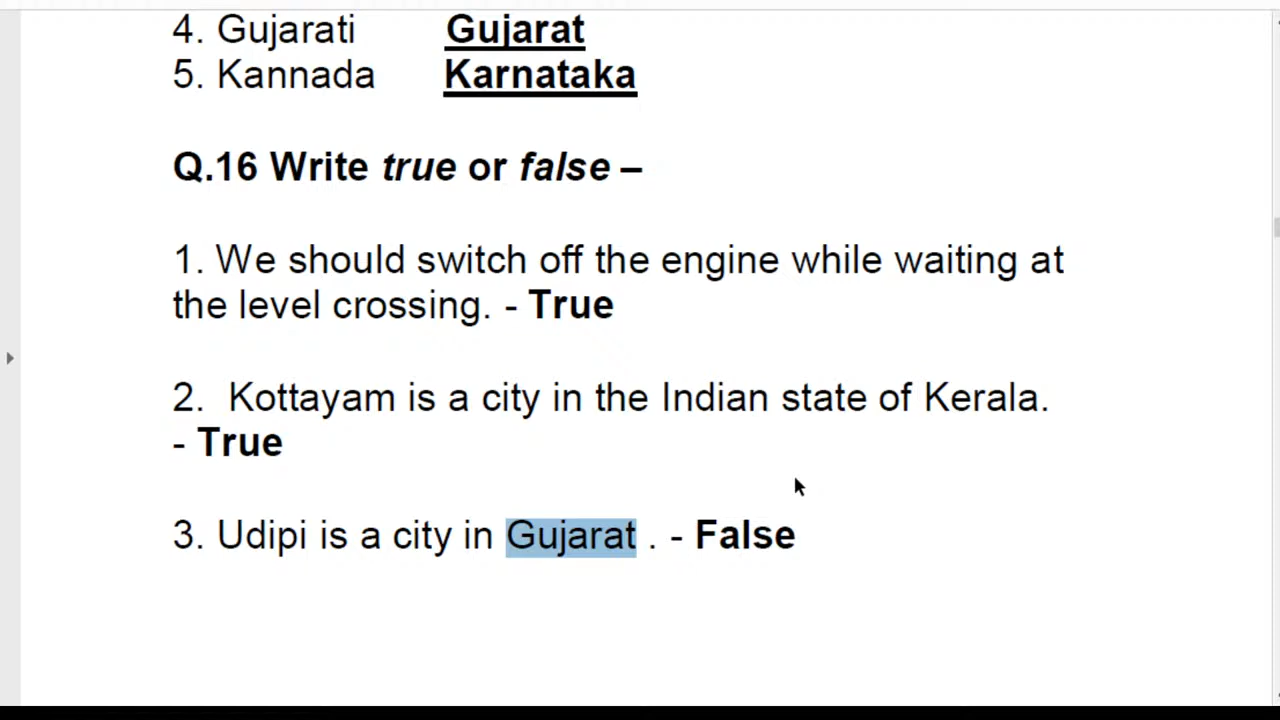 4. Gujarati Gujarat
5. Kannada Karnataka
Q.16 Write true or false –
1. We should switch off the engine while waiting at
the level crossing. - True
2. Kottayam is a city in the Indian state of Kerala.
- True
3. Udipi is a city in Gujarat . - False